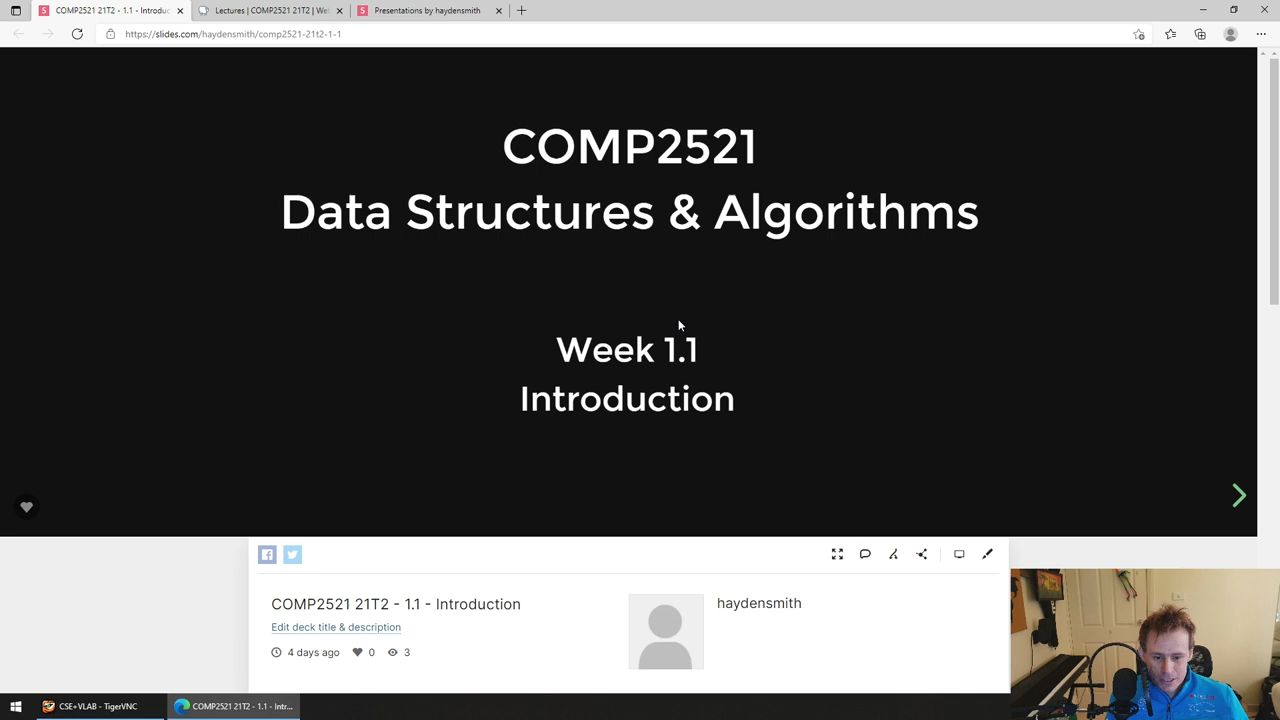 COMP2521 21T2 - 1.1 - Introduc
Lectures | COMP2521 21T2 | We
Presentations by haydensmith
https://slides.com/haydensmith/comp2521-21t2-1-1
COMP2521
Data Structures & Algorithms
Week 1.1
Introduction
COMP2521 21T2 - 1.1 - Introduction
Edit deck title & description
4 days ago
0
3
haydensmith
CSE+VLAB - TigerVNC
COMP2521 21T2 - 1.1 - Intr...